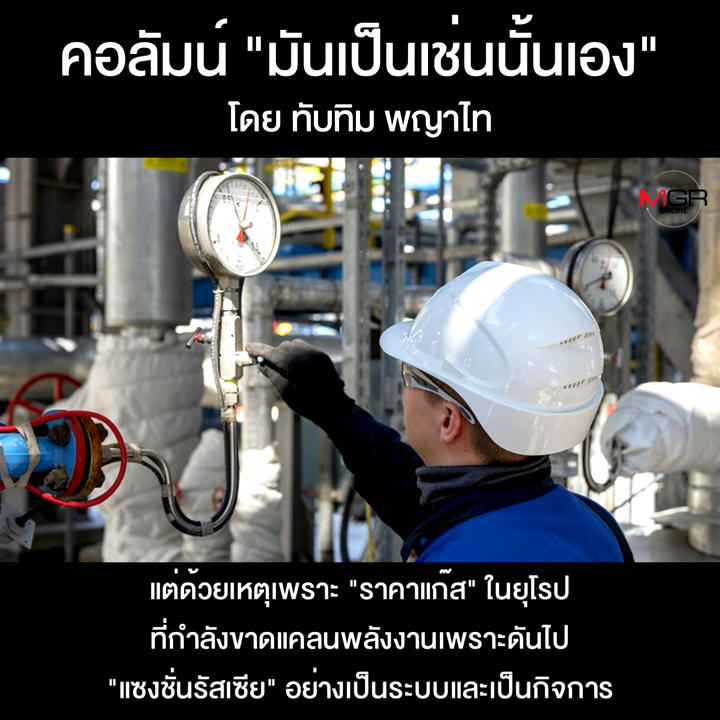 คอลัมน์ "มันเป็นเช่นนั้นเอง"
โดย ทับทิม พญาไท
MGR
ONLINE
แต่ด้วยเหตุเพราะ "ราคาแก๊ส" ในยุโรป
ที่กำลังขาดแคลนพลังงานเพราะดันไป
"แซงชั่นรัสเซีย" อย่างเป็นระบบและเป็นกิจการ